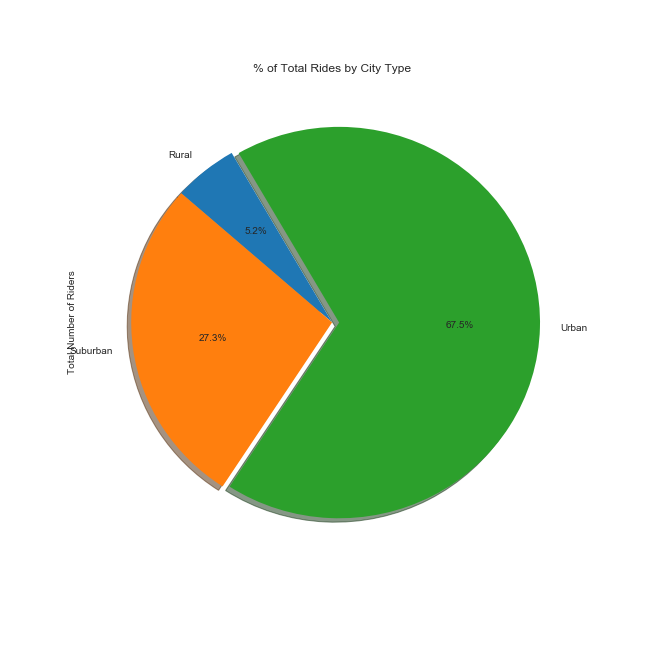 % of Total Rides by City Type
Rural
5.2%
67.5%
Urban
27.3%
Suburban
Total Number of Riders